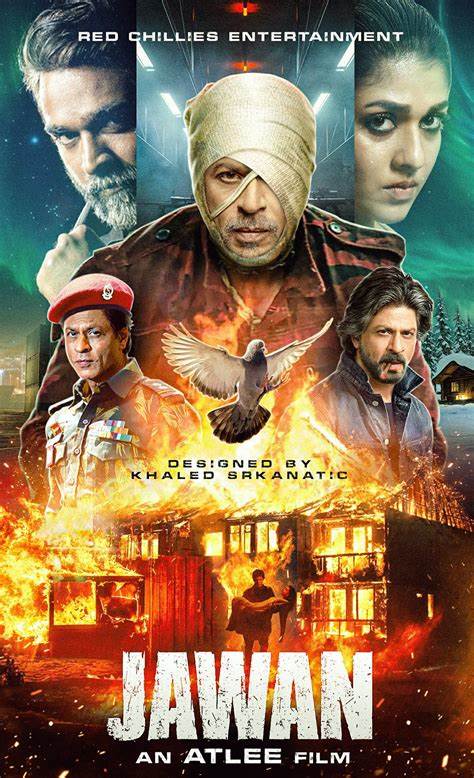 RED CHILLIES ENTERTAINMENT
DESIGNED BY
KHALED SRKANATIC
JAWAN
AN ATLEE FILM